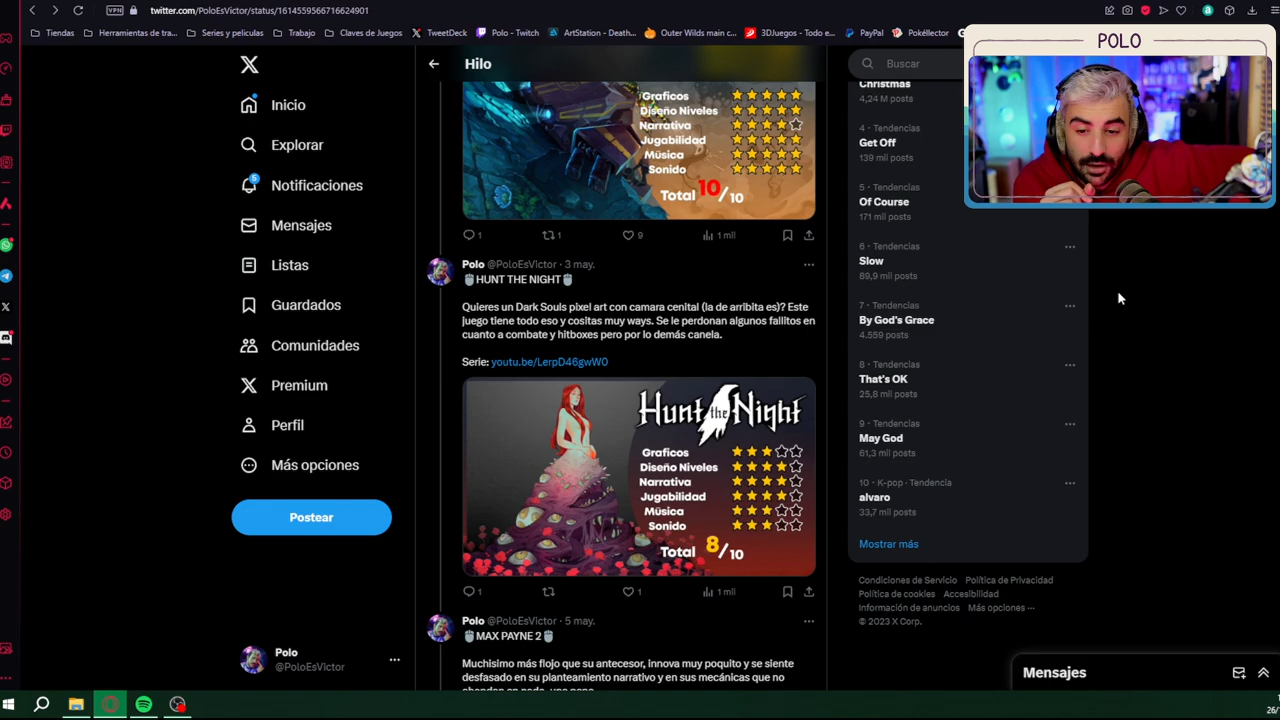 twitter.com/PoloEsVictor/status/1614559566716624901
VPN
Tiendas
Herramientas de tra...
Series y peliculas
Trabajo
Claves de Juegos
TweetDeck
Polo - Twitch
ArtStation - Death...
Outer Wilds main c...
3DJuegos - Todo e...
PayPal
Pokéllector
POLO
Inicio
Explorar
5
Notificaciones
Mensajes
Listas
Guardados
Comunidades
Premium
Perfil
Más opciones
Postear
Polo
@PoloEsVictor
Hilo
Graficos
Diseño Niveles
Narrativa
Jugabilidad
Música
Sonido
Total 10/10
1
1
9
1 mil
Polo @PoloEsVictor · 3 may.
HUNT THE NIGHT
Quieres un Dark Souls pixel art con camara cenital (la de arribita es)? Este
juego tiene todo eso y cositas muy ways. Se le perdonan algunos fallitos en
cuanto a combate y hitboxes pero por lo demás canela.
Serie: youtu.be/LerpD46gwW0
Hunt the Night
Graficos
Diseño Niveles
Narrativa
Jugabilidad
Música
Sonido
Total 8/10
1
1
1 mil
Polo @PoloEsVictor · 5 may.
MAX PAYNE 2
Muchisimo más flojo que su antecesor, innova muy poquito y se siente
desfasado en su planteamiento narrativo y en sus mecánicas que no
Buscar
Christmas
4,24 M posts
4 · Tendencias
Get Off
139 mil posts
5 · Tendencias
Of Course
171 mil posts
6 · Tendencias
Slow
89,9 mil posts
7 · Tendencias
By God's Grace
4.559 posts
8 · Tendencias
That's OK
25,8 mil posts
9 · Tendencias
May God
61,3 mil posts
10 · K-pop · Tendencia
alvaro
33,7 mil posts
Mostrar más
Condiciones de Servicio Política de Privacidad
Política de cookies Accesibilidad
Información de anuncios Más opciones ···
© 2023 X Corp.
Mensajes
26/